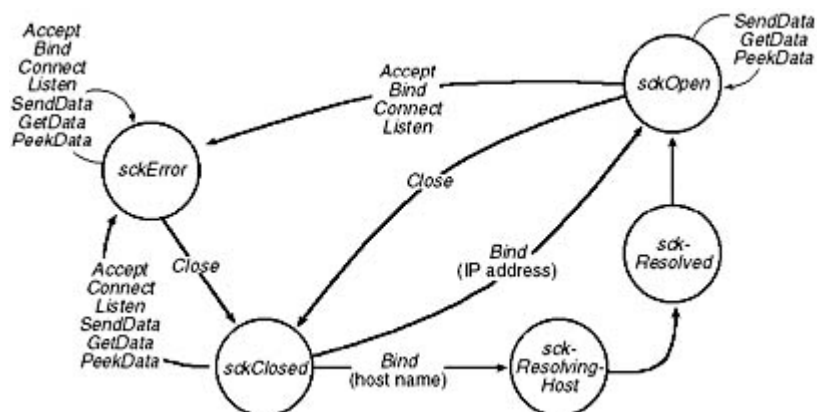 Accept
Bind
Connect
Listen
SendData
GetData
PeekData
sckError
Accept
Bind
Connect
Listen
SendData
GetData
PeekData
sckOpen
Close
Close
Bind
(IP address)
sck-
Resolved
Accept
Connect
Listen
SendData
GetData
PeekData
sckClosed
Bind
(host name)
sck-
Resolving-
Host